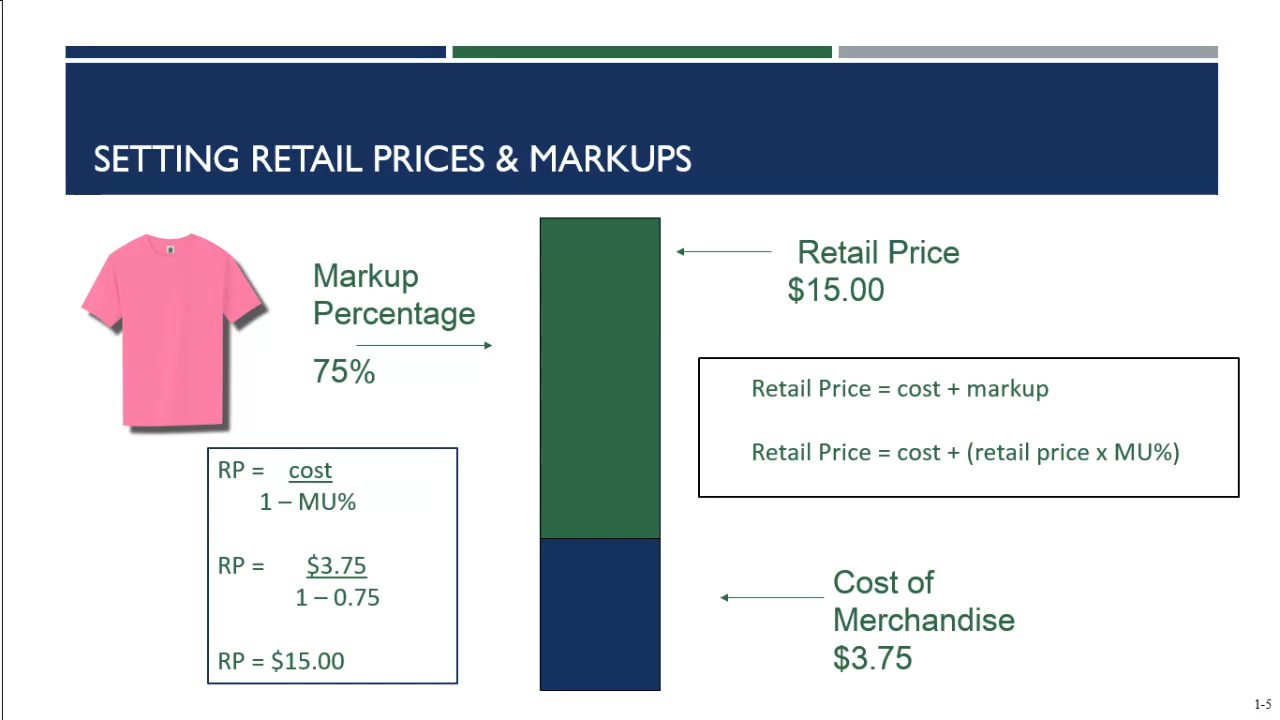 SETTING RETAIL PRICES & MARKUPS
Markup
Percentage
75%
Retail Price
$15.00
Retail Price = cost + markup
Retail Price = cost + (retail price x MU%)
RP = cost
1 – MU%
RP = $3.75
1 – 0.75
RP = $15.00
Cost of
Merchandise
$3.75
1-5